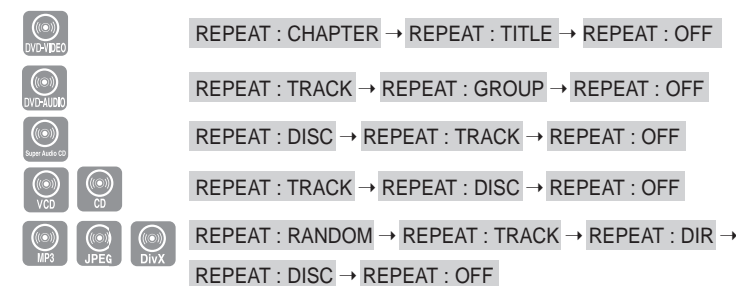 DVD-VIDEO REPEAT : CHAPTER → REPEAT : TITLE → REPEAT : OFF
DVD-AUDIO REPEAT : TRACK → REPEAT : GROUP → REPEAT : OFF
Super Audio CD REPEAT : DISC → REPEAT : TRACK → REPEAT : OFF
VCD CD REPEAT : TRACK → REPEAT : DISC → REPEAT : OFF
MP3 JPEG DivX REPEAT : RANDOM → REPEAT : TRACK → REPEAT : DIR →
REPEAT : DISC → REPEAT : OFF